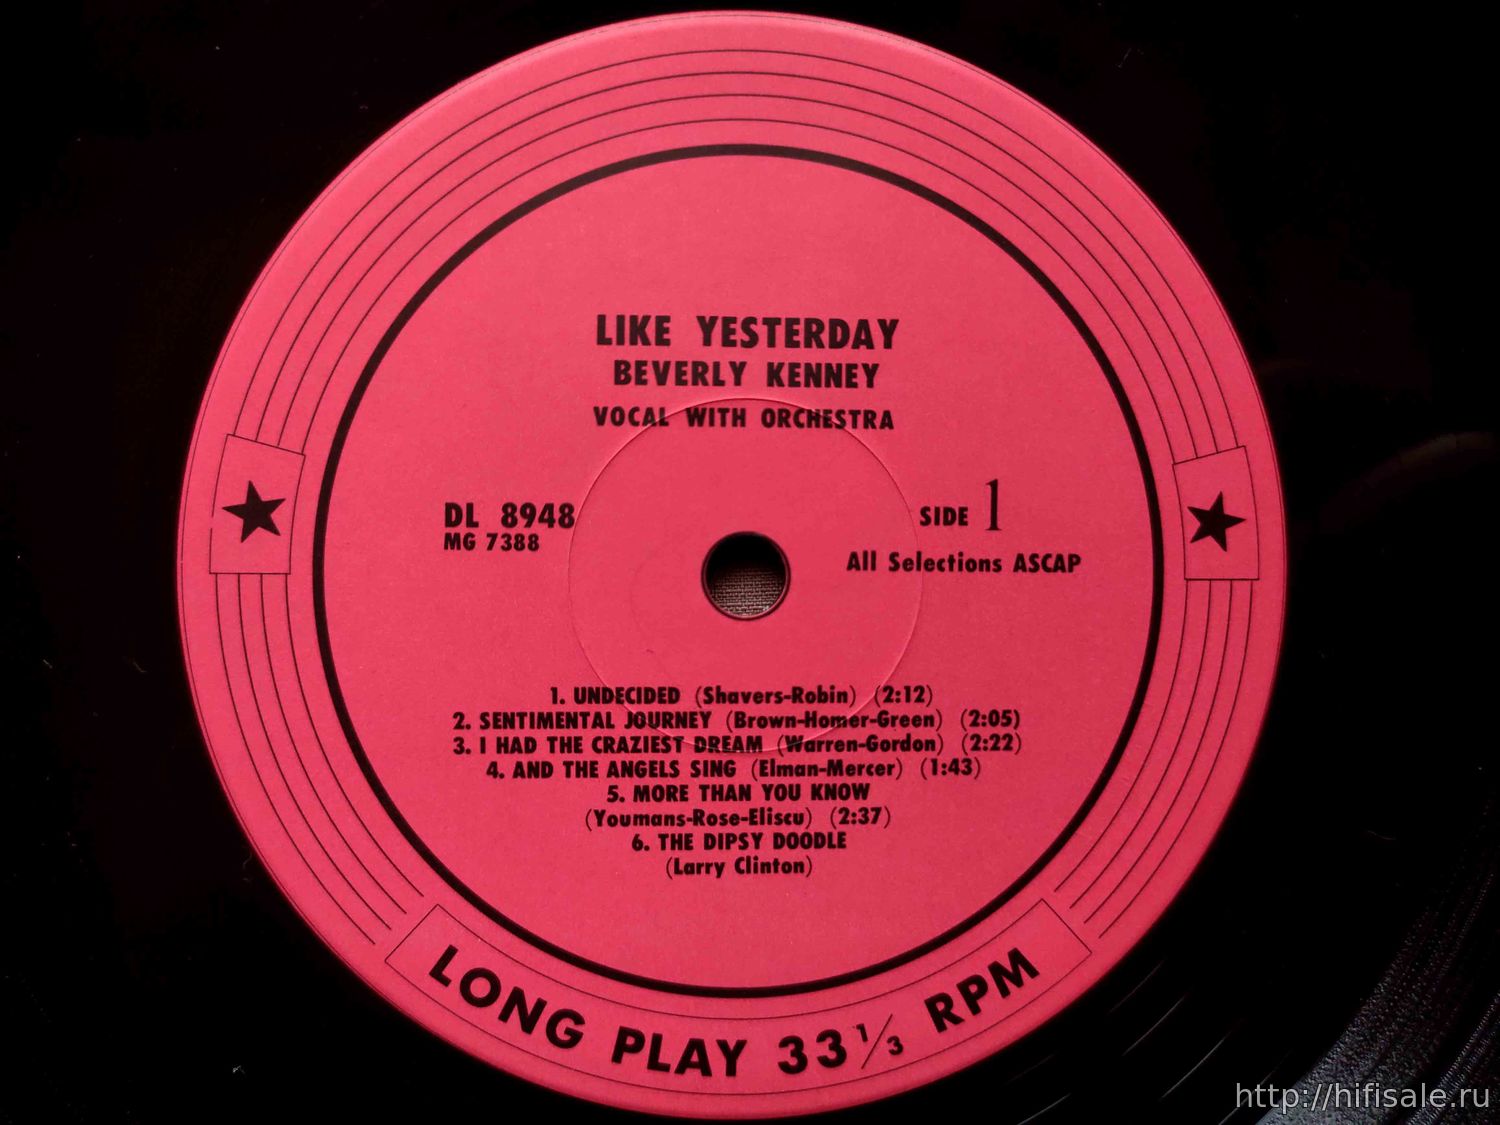 LIKE YESTERDAY
BEVERLY KENNEY
VOCAL WITH ORCHESTRA
DL 8948
MG 7388
SIDE 1
All Selections ASCAP
1. UNDECIDED (Shavers-Robin) (2:12)
2. SENTIMENTAL JOURNEY (Brown-Homer-Green) (2:05)
3. I HAD THE CRAZIEST DREAM (Warren-Gordon) (2:22)
4. AND THE ANGELS SING (Elman-Mercer) (1:43)
5. MORE THAN YOU KNOW
(Youmans-Rose-Eliscu) (2:37)
6. THE DIPSY DOODLE
(Larry Clinton)
LONG PLAY 33 1/3 RPM
http://hifisale.ru